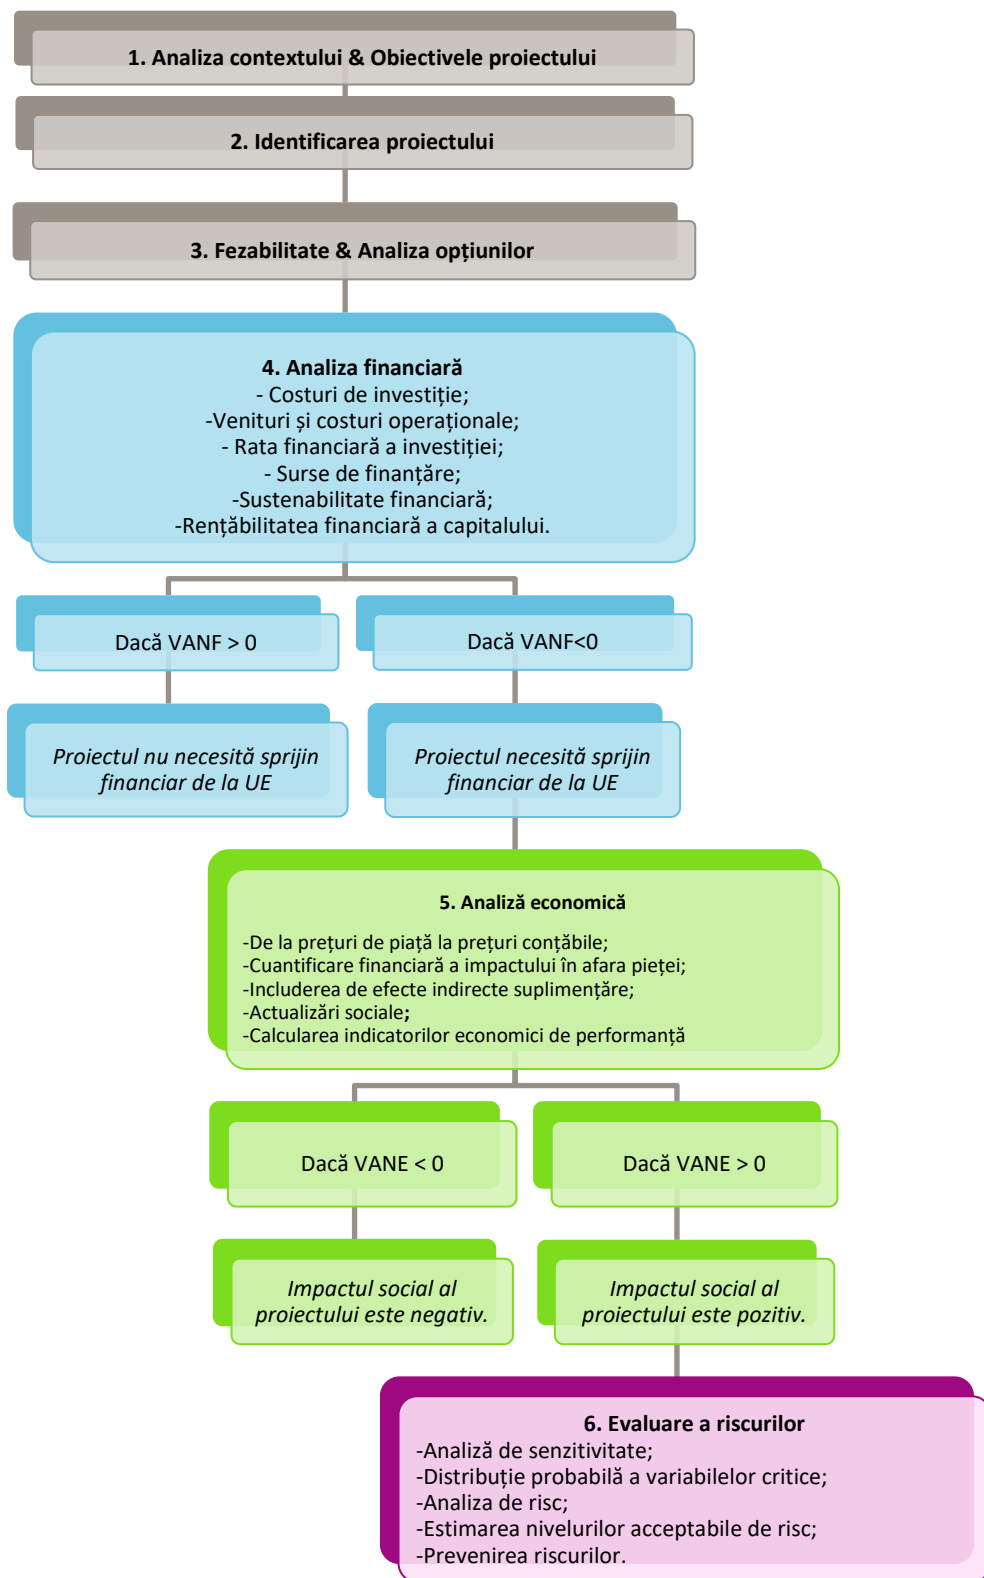 1. Analiza contextului & Obiectivele proiectului
2. Identificarea proiectului
3. Fezabilitate & Analiza opțiunilor
4. Analiza financiară
- Costuri de investiție;
-Venituri și costuri operaționale;
- Rata financiară a investiției;
- Surse de finanțăre;
-Sustenabilitate financiară;
-Rențăbilitatea financiară a capitalului.
Dacă VANF > 0
Dacă VANF<0
Proiectul nu necesită sprijin
financiar de la UE
Proiectul necesită sprijin
financiar de la UE
5. Analiză economică
-De la prețuri de piață la prețuri conțăbile;
-Cuantificare financiară a impactului în afara pieței;
-Includerea de efecte indirecte suplimențăre;
-Actualizări sociale;
-Calcularea indicatorilor economici de performanță
Dacă VANE < 0
Dacă VANE > 0
Impactul social al
proiectului este negativ.
Impactul social al
proiectului este pozitiv.
6. Evaluare a riscurilor
-Analiză de senzitivitate;
-Distribuție probabilă a variabilelor critice;
-Analiza de risc;
-Estimarea nivelurilor acceptabile de risc;
-Prevenirea riscurilor.